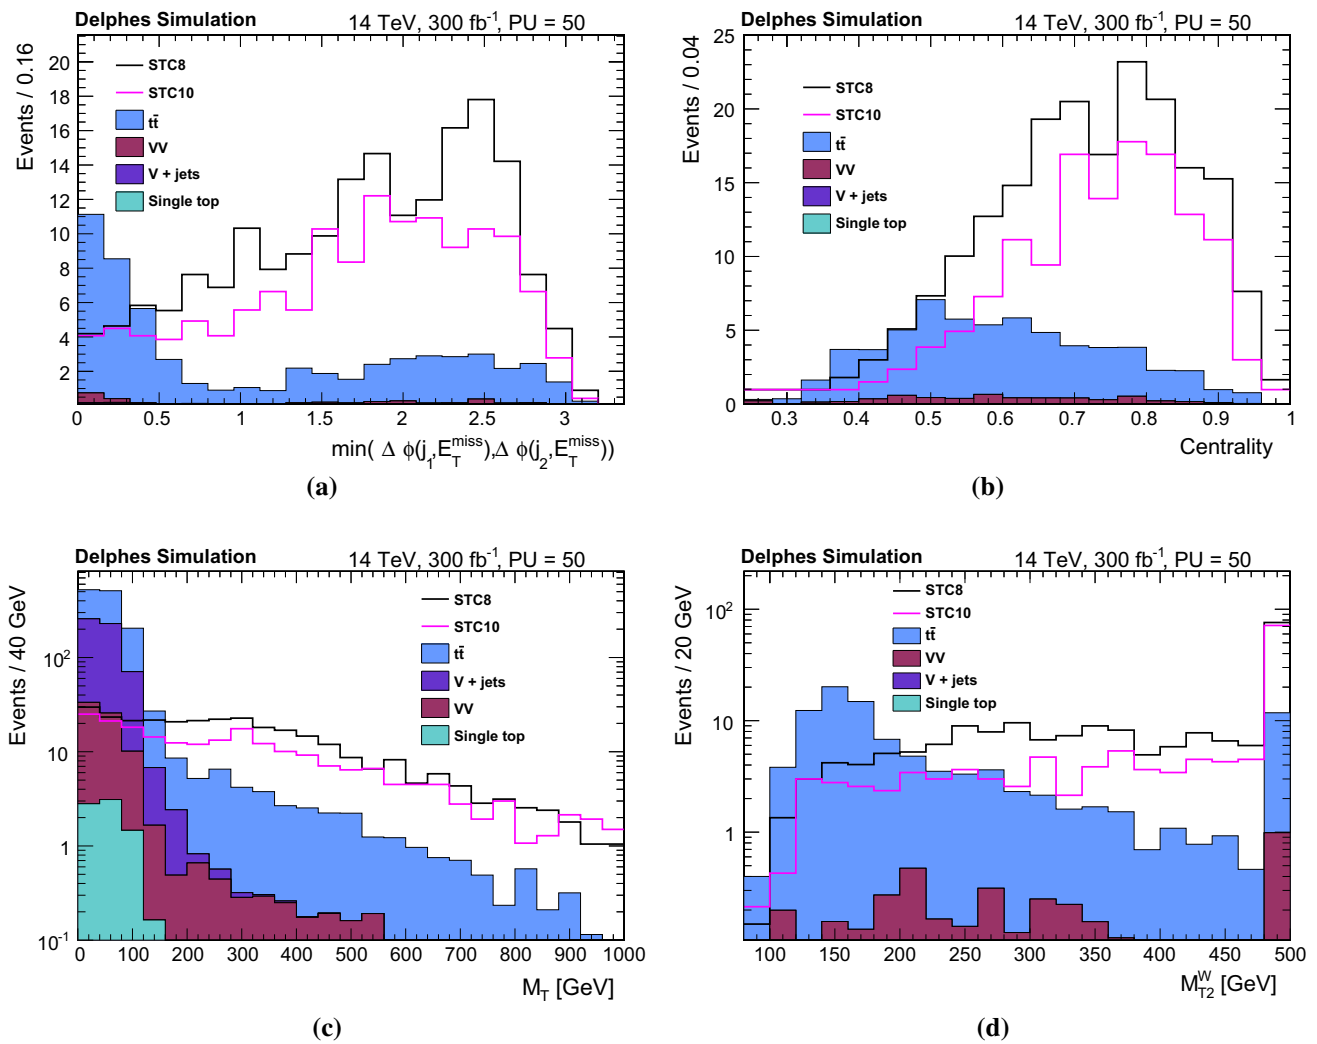 Delphes Simulation 14 TeV, 300 fb⁻¹, PU = 50
Events / 0.16
20
18
16
14
12
10
8
6
4
2
STC8
STC10
tt̄
VV
V + jets
Single top
0 0.5 1 1.5 2 2.5 3
min( Δ ϕ(j₁,E_T^miss),Δ ϕ(j₂,E_T^miss))
(a)
Delphes Simulation 14 TeV, 300 fb⁻¹, PU = 50
Events / 0.04
25
20
15
10
5
0
STC8
STC10
tt̄
VV
V + jets
Single top
0.3 0.4 0.5 0.6 0.7 0.8 0.9 1
Centrality
(b)
Delphes Simulation 14 TeV, 300 fb⁻¹, PU = 50
Events / 40 GeV
10²
10
1
10⁻¹
STC8
STC10
tt̄
V + jets
VV
Single top
0 100 200 300 400 500 600 700 800 900 1000
M_T [GeV]
(c)
Delphes Simulation 14 TeV, 300 fb⁻¹, PU = 50
Events / 20 GeV
10²
10
1
STC8
STC10
tt̄
VV
V + jets
Single top
100 150 200 250 300 350 400 450 500
M_T2^W [GeV]
(d)